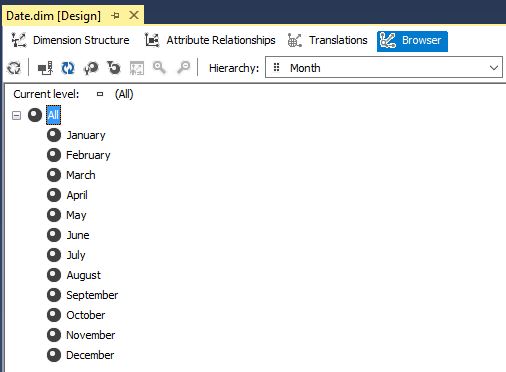 Date.dim [Design]
Dimension Structure Attribute Relationships Translations Browser
Hierarchy: Month
Current level: (All)
All
January
February
March
April
May
June
July
August
September
October
November
December